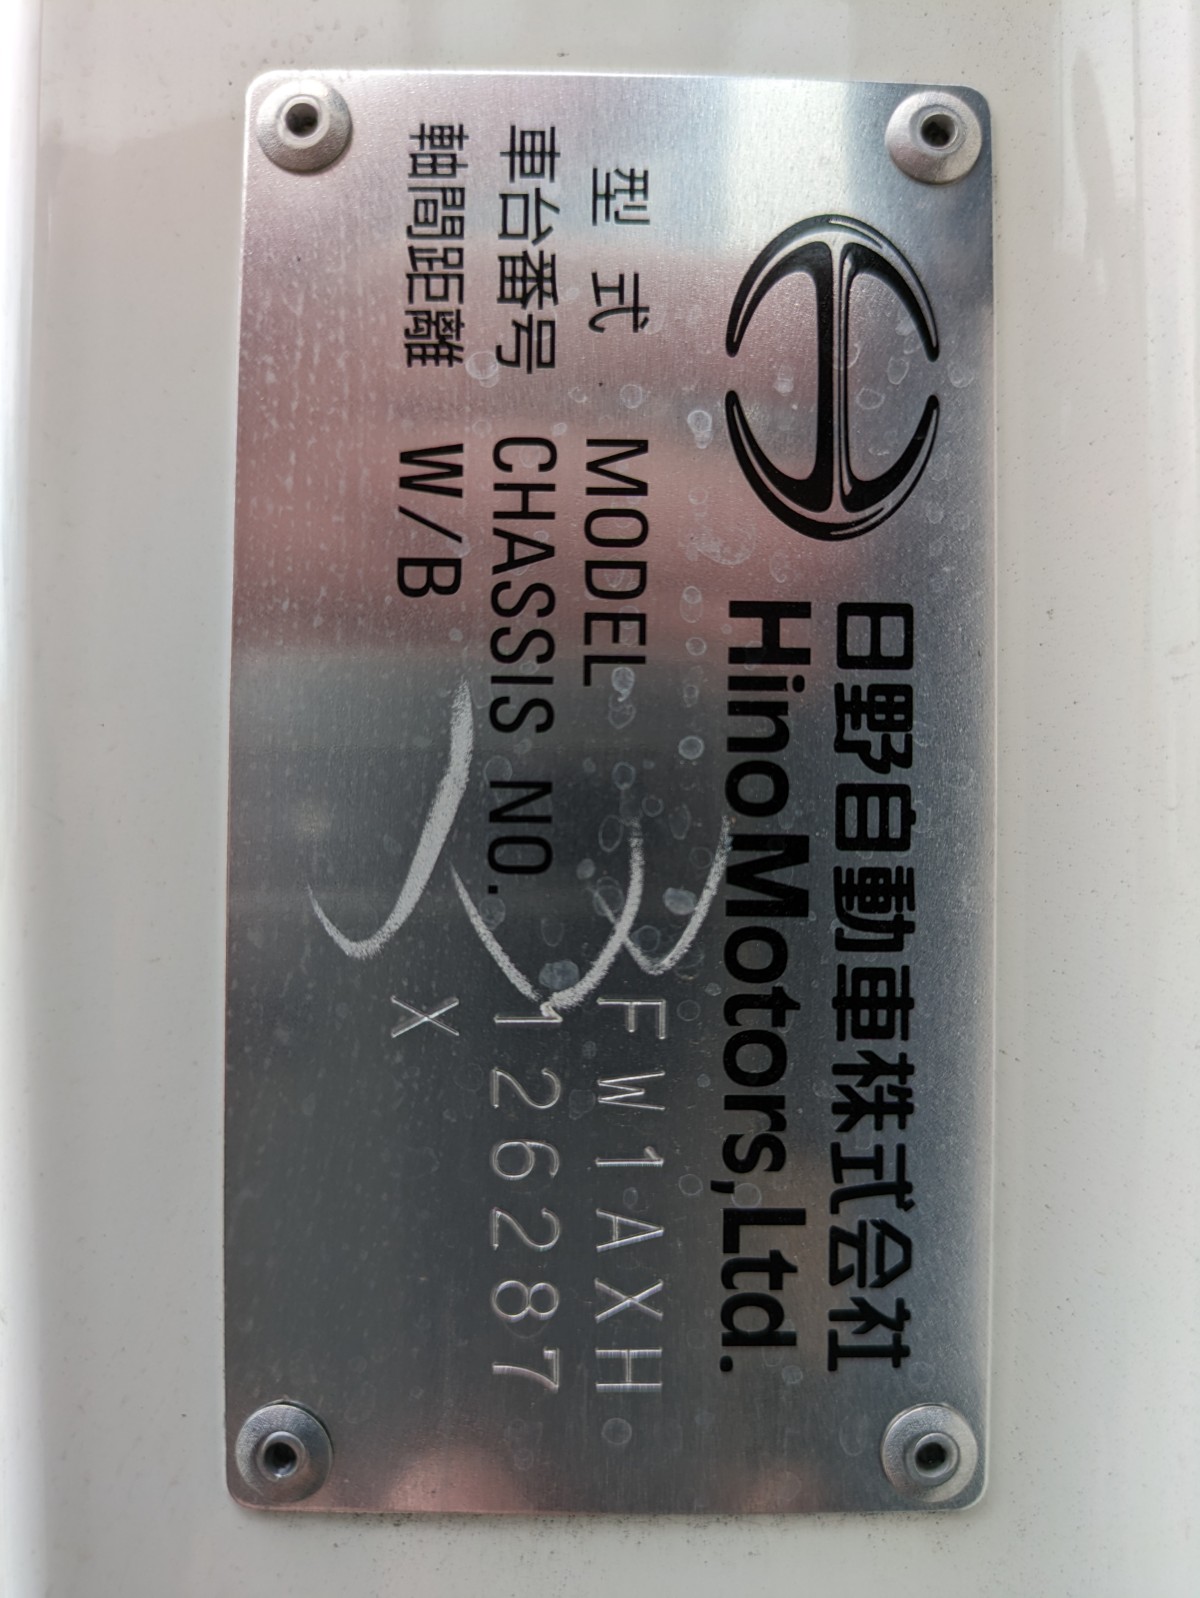 日野自動車株式会社
Hino Motors, Ltd.
型式 MODEL FW1AXH
車台番号 CHASSIS NO. 126287
軸間距離 W/B X